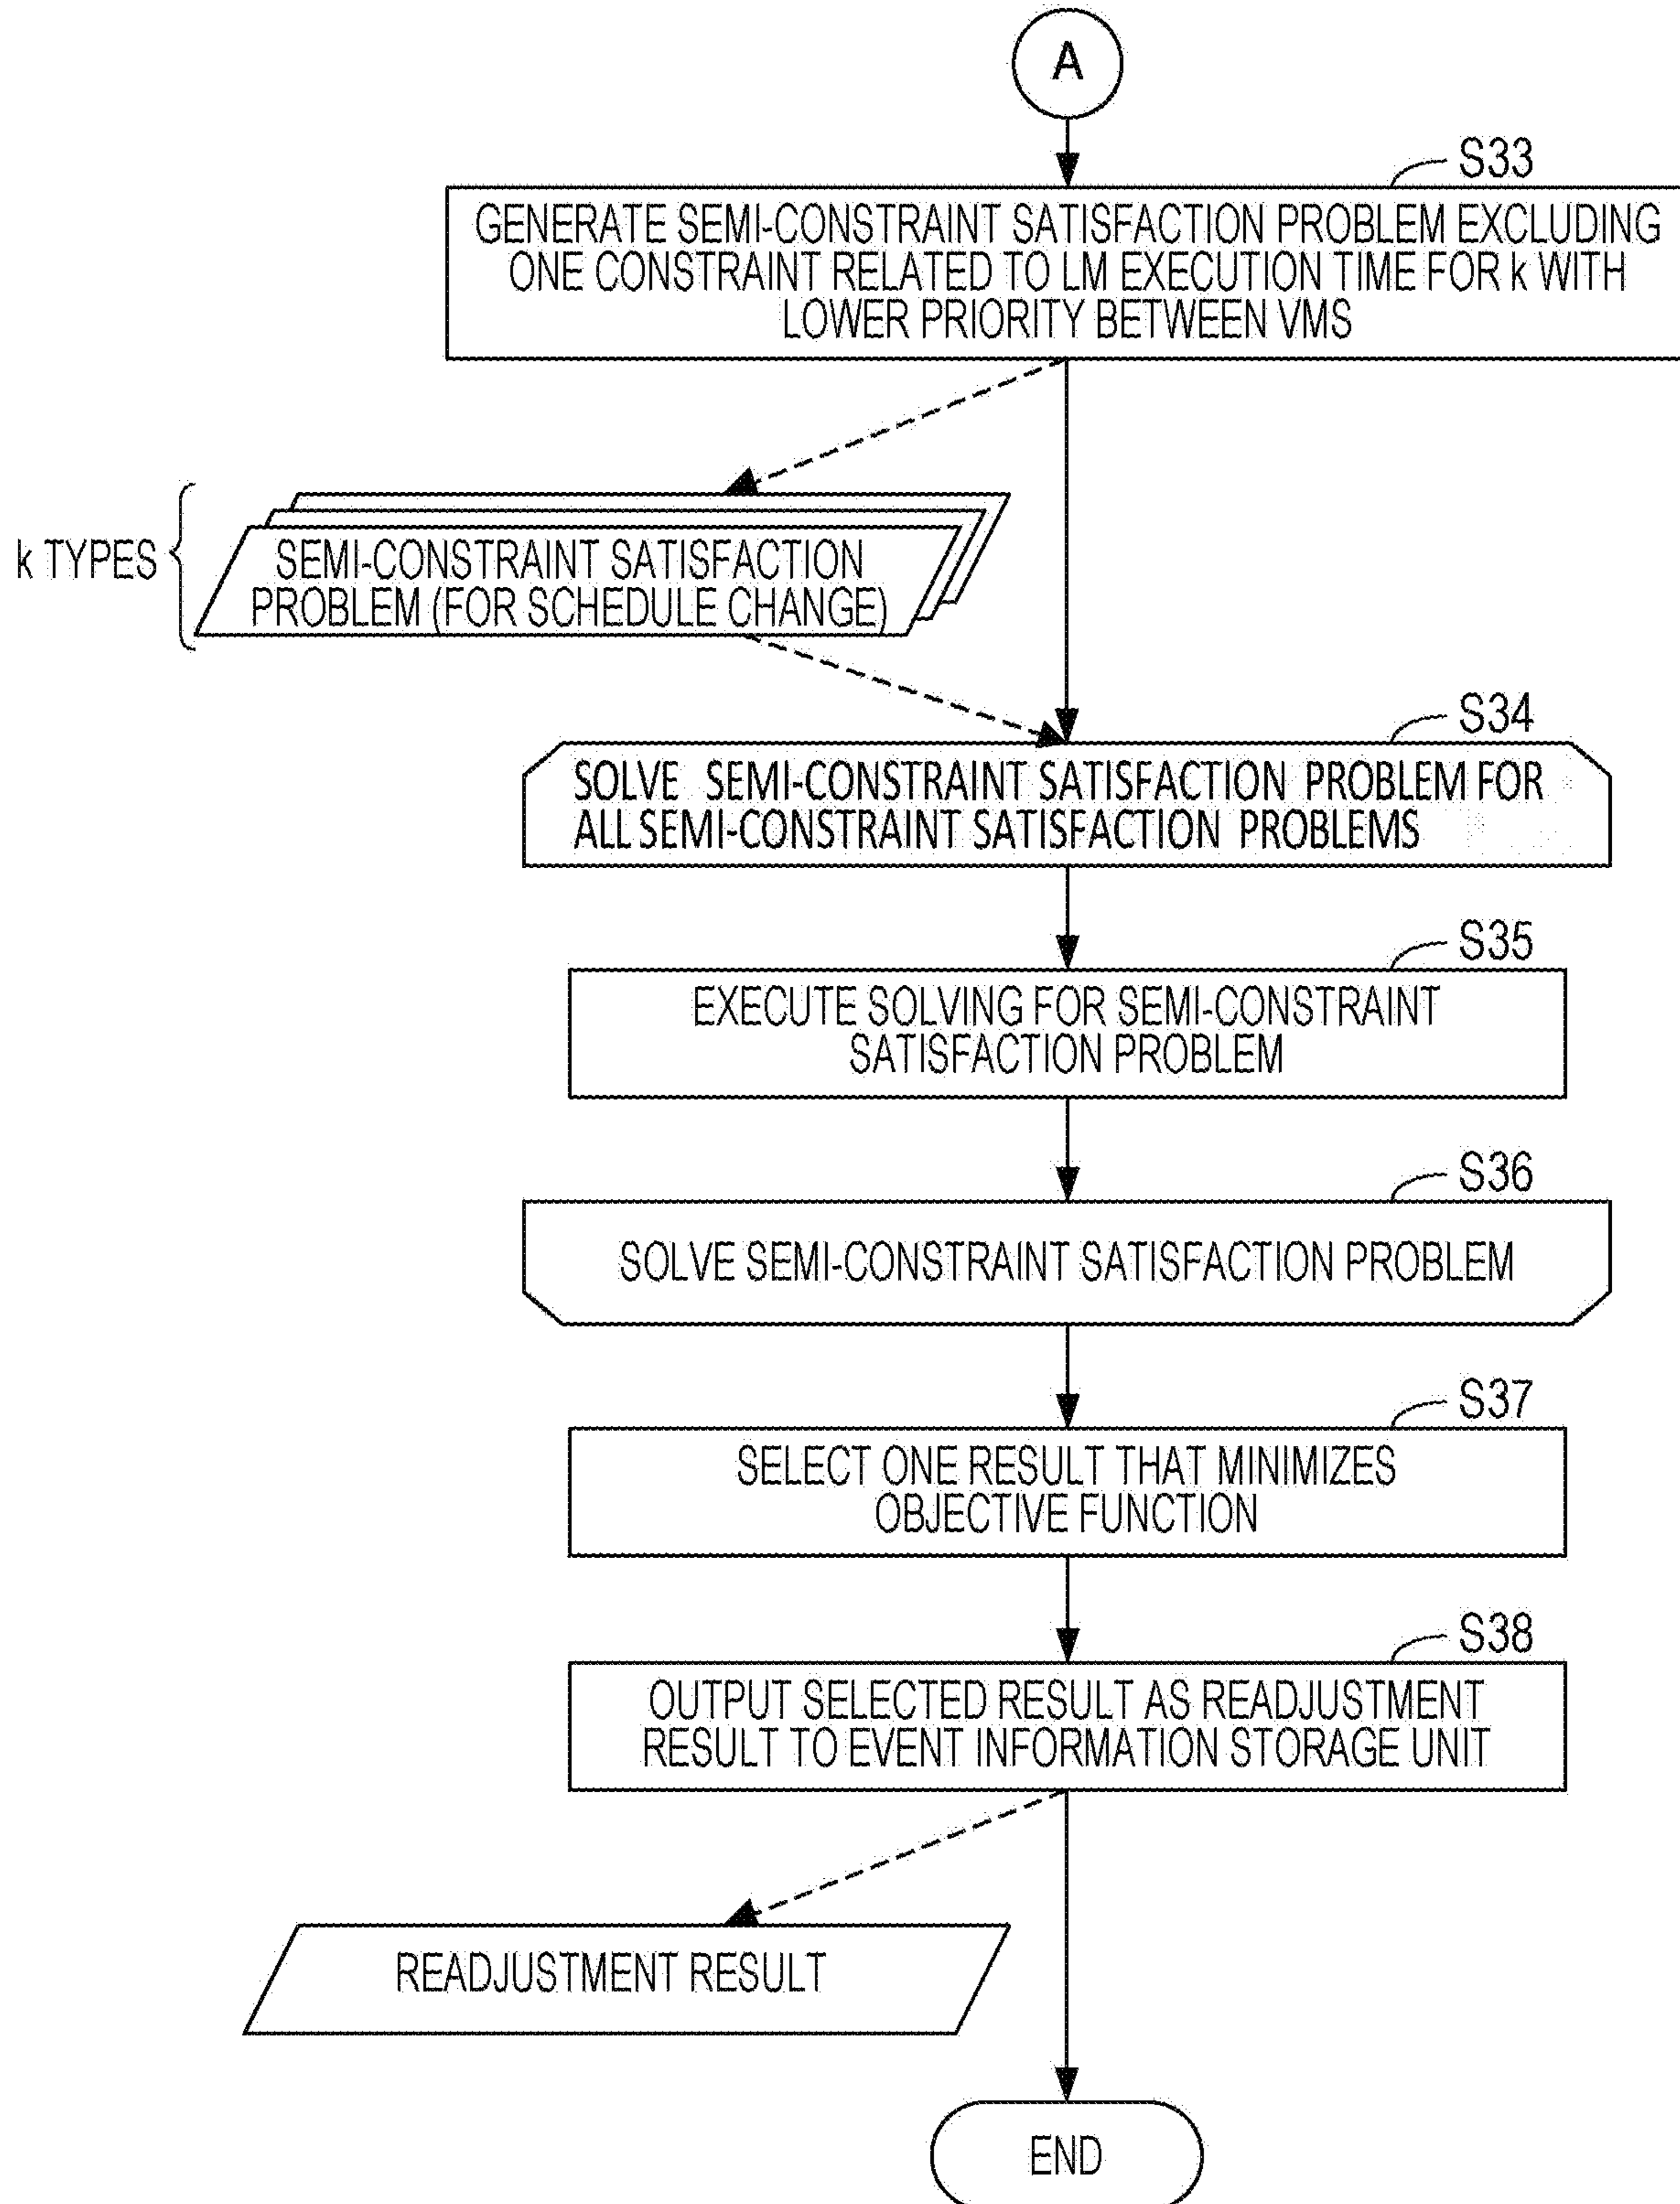 A
S33
GENERATE SEMI-CONSTRAINT SATISFACTION PROBLEM EXCLUDING
ONE CONSTRAINT RELATED TO LM EXECUTION TIME FOR k WITH
LOWER PRIORITY BETWEEN VMS
k TYPES
SEMI-CONSTRAINT SATISFACTION
PROBLEM (FOR SCHEDULE CHANGE)
S34
SOLVE SEMI-CONSTRAINT SATISFACTION PROBLEM FOR
ALL SEMI-CONSTRAINT SATISFACTION PROBLEMS
S35
EXECUTE SOLVING FOR SEMI-CONSTRAINT
SATISFACTION PROBLEM
S36
SOLVE SEMI-CONSTRAINT SATISFACTION PROBLEM
S37
SELECT ONE RESULT THAT MINIMIZES
OBJECTIVE FUNCTION
S38
OUTPUT SELECTED RESULT AS READJUSTMENT
RESULT TO EVENT INFORMATION STORAGE UNIT
READJUSTMENT RESULT
END